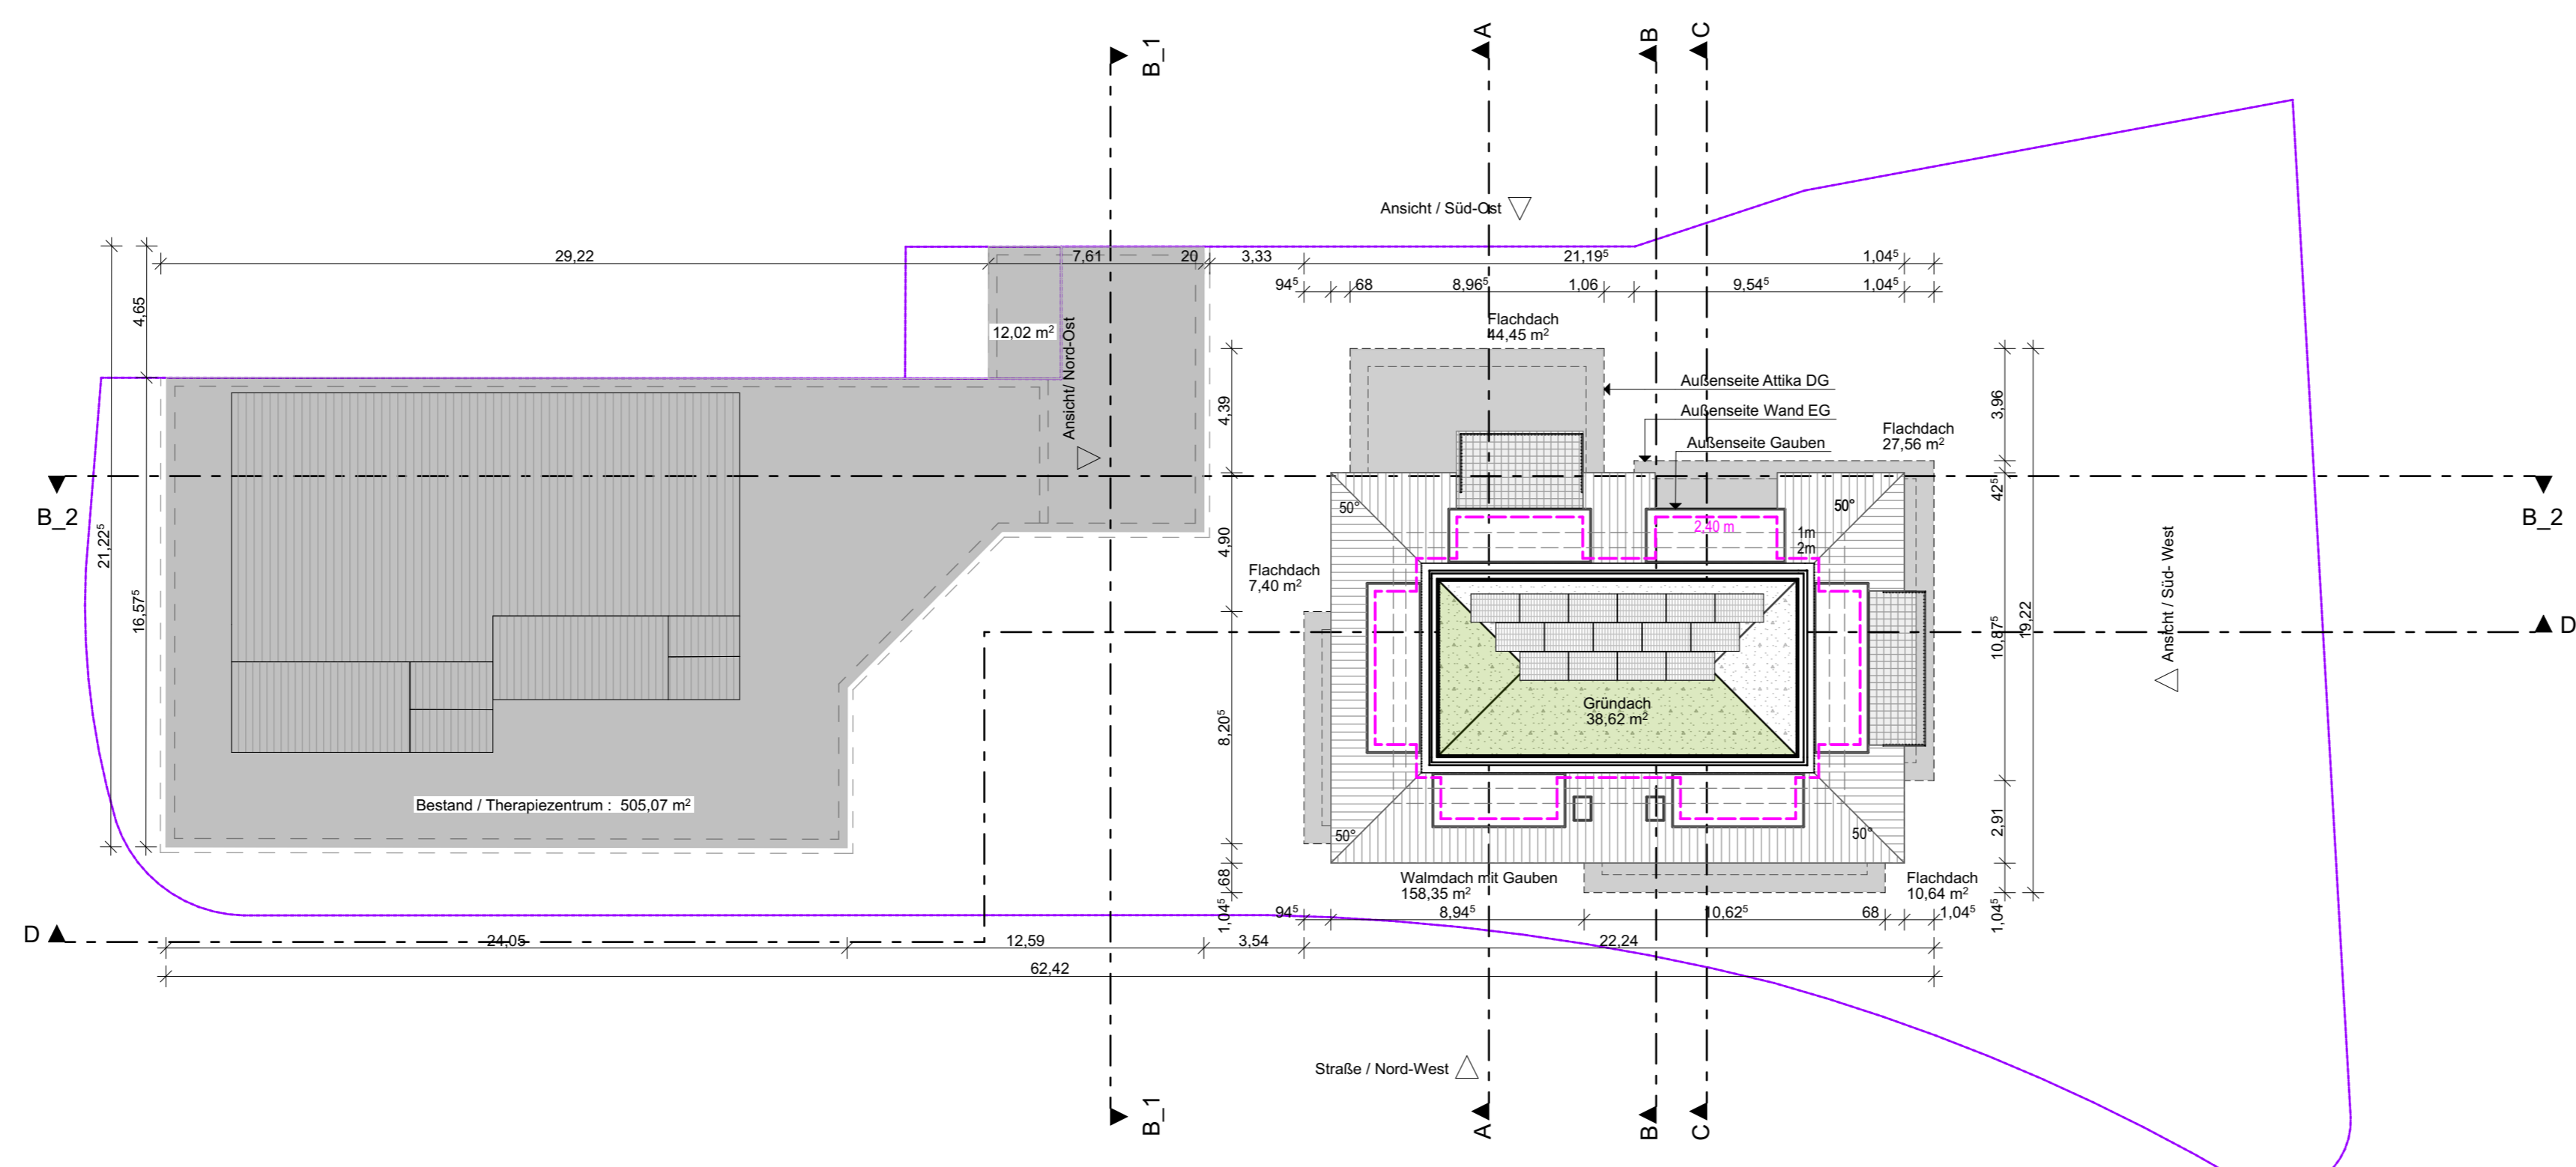 B_1
A
B
C
Ansicht / Süd-Ost
29,22
7,61
20
3,33
21,19⁵
1,04⁵
94⁵
68
8,96⁵
1,06
9,54⁵
1,04⁵
4,65
12,02 m²
Ansicht/ Nord-Ost
Flachdach
44,45 m²
Außenseite Attika DG
Außenseite Wand EG
Außenseite Gauben
Flachdach
27,56 m²
4,39
3,96
B_2
B_2
50°
50°
42⁵
2,40 m
1m
2m
21,22⁵
16,57⁵
4,90
Flachdach
7,40 m²
10,87⁵
19,22
Ansicht / Süd- West
D
8,20⁵
Gründach
38,62 m²
Bestand / Therapiezentrum : 505,07 m²
50°
50°
2,91
68
Walmdach mit Gauben
158,35 m²
Flachdach
10,64 m²
1,04⁵
94⁵
8,94⁵
10,62⁵
68
1,04⁵
1,04⁵
D
24,05
12,59
3,54
22,24
62,42
Straße / Nord-West
B_1
A
B
C